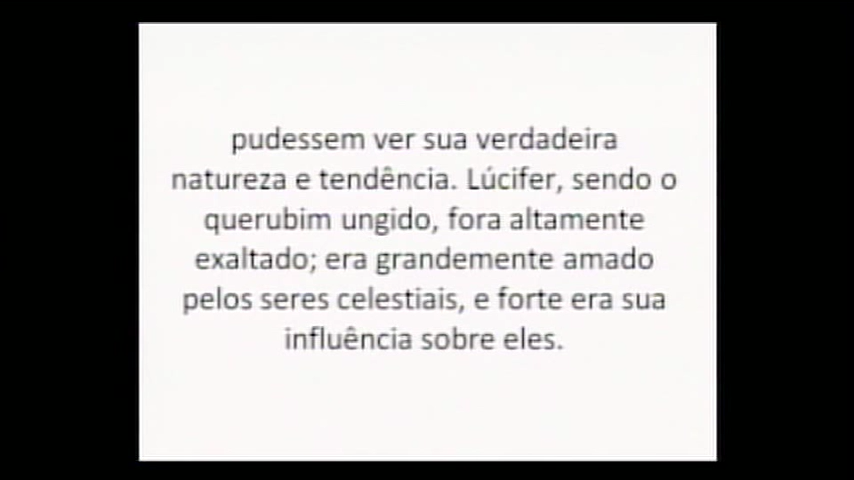 pudessem ver sua verdadeira
natureza e tendência. Lúcifer, sendo o
querubim ungido, fora altamente
exaltado; era grandemente amado
pelos seres celestiais, e forte era sua
influência sobre eles.